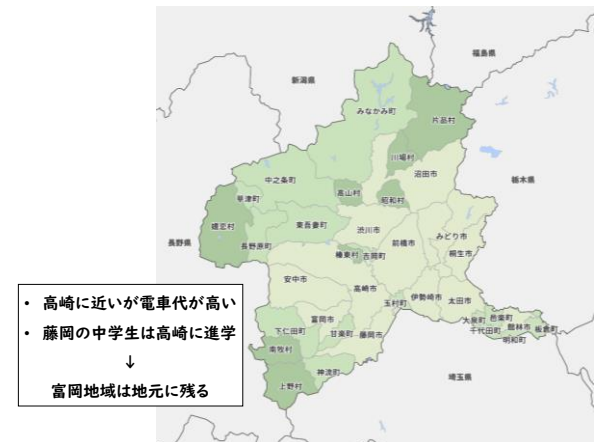 福島県
新潟県
みなかみ町
片品村
川場村
沼田市
栃木県
中之条町
高山村
昭和村
草津町
嬬恋村
東吾妻町
渋川市
みどり市
長野県
長野原町
前橋市
桐生市
榛東村
吉岡町
安中市
高崎市
玉村町
伊勢崎市
太田市
富岡市
大泉町
邑楽町
下仁田町
甘楽町
藤岡市
千代田町
館林市
板倉町
明和町
南牧村
神流町
上野村
埼玉県
• 高崎に近いが電車代が高い
• 藤岡の中学生は高崎に進学
↓
富岡地域は地元に残る